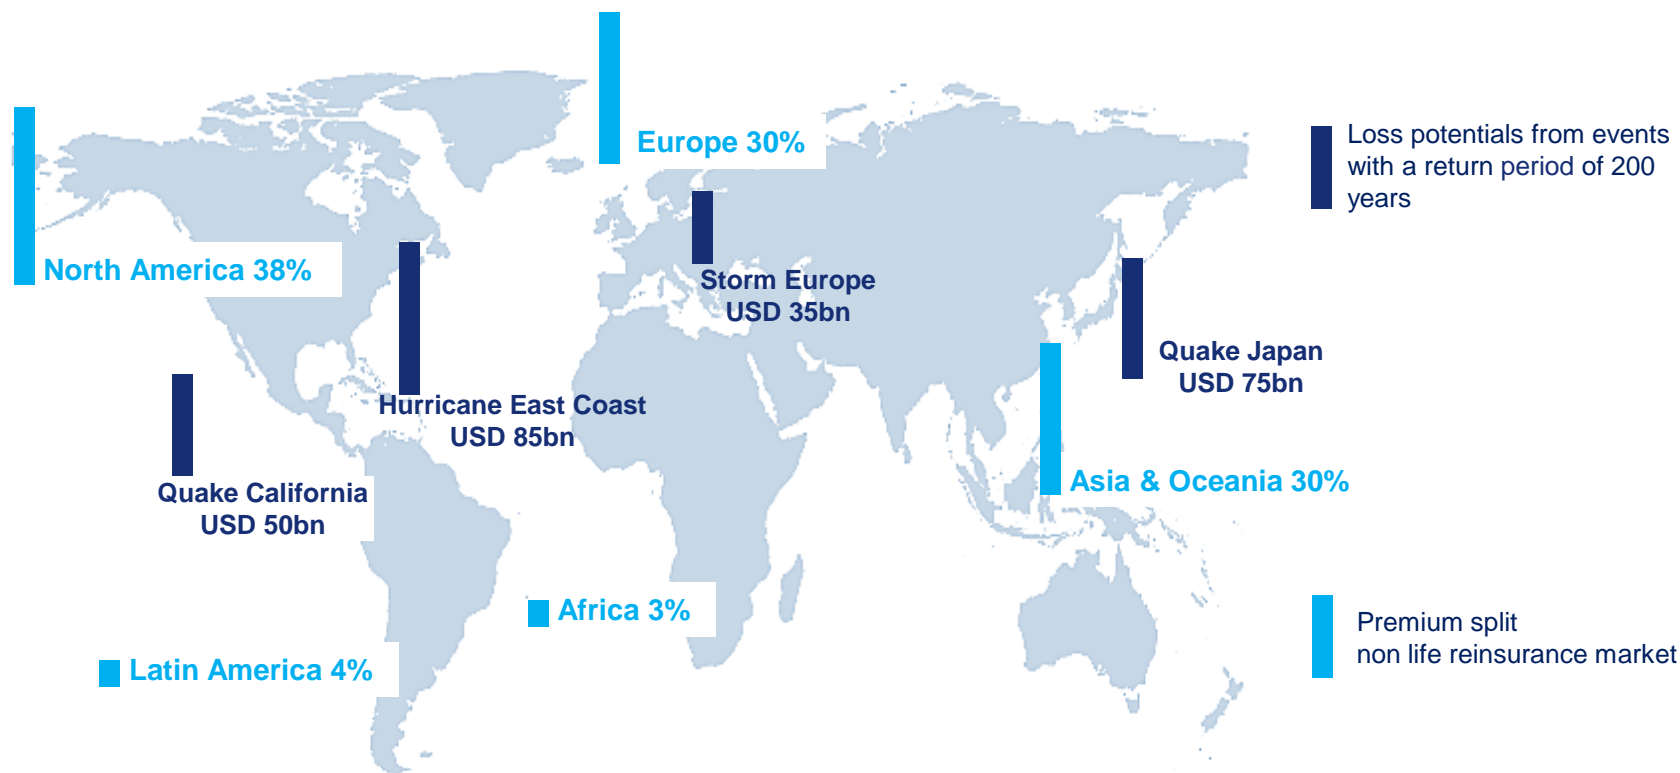 Europe 30%
Loss potentials from events
with a return period of 200
years
North America 38%
Storm Europe
USD 35bn
Quake Japan
USD 75bn
Hurricane East Coast
USD 85bn
Asia & Oceania 30%
Quake California
USD 50bn
Africa 3%
Premium split
non life reinsurance market
Latin America 4%